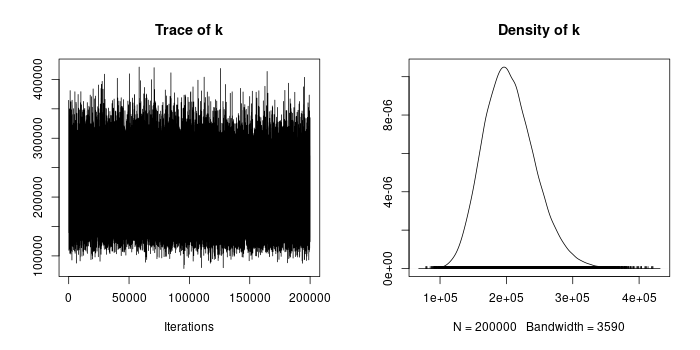 Trace of k
400000
300000
200000
100000
0
50000
100000
150000
200000
Iterations
Density of k
8e-06
4e-06
0e+00
1e+05
2e+05
3e+05
4e+05
N = 200000 Bandwidth = 3590